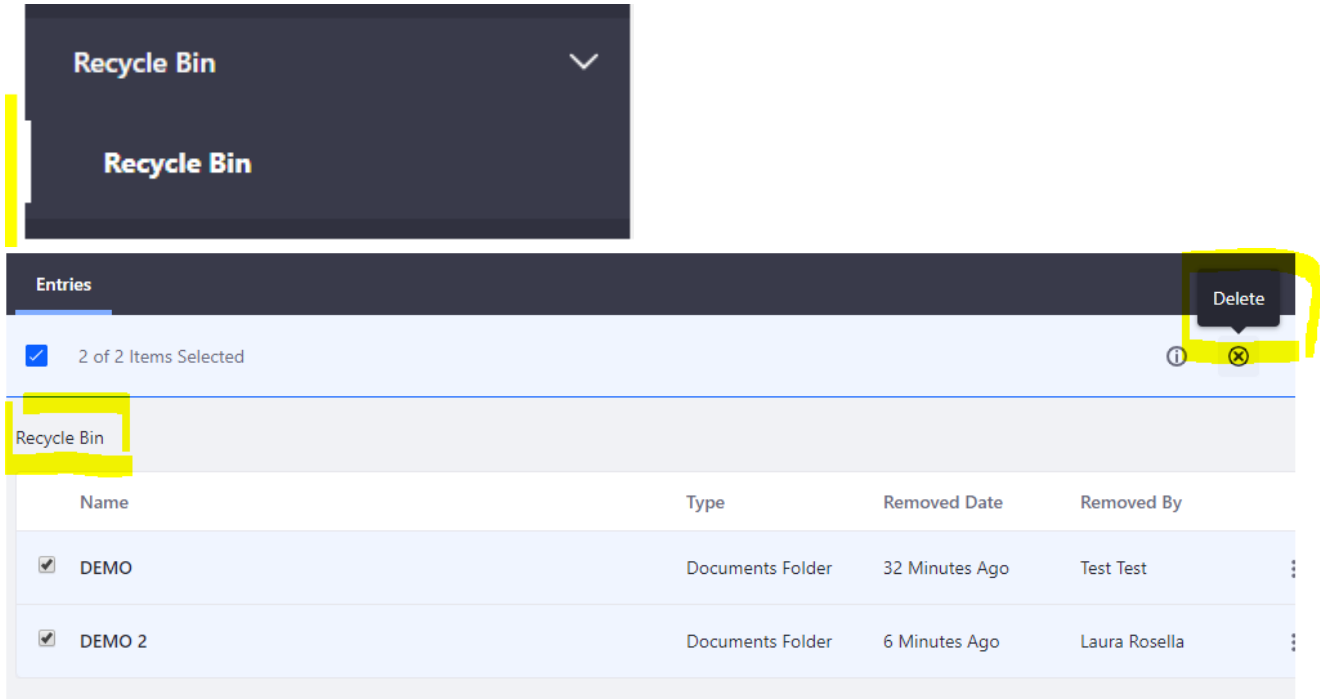 Recycle Bin
Recycle Bin
Entries
Delete
2 of 2 Items Selected
Recycle Bin
Name Type Removed Date Removed By
DEMO Documents Folder 32 Minutes Ago Test Test
DEMO 2 Documents Folder 6 Minutes Ago Laura Rosella